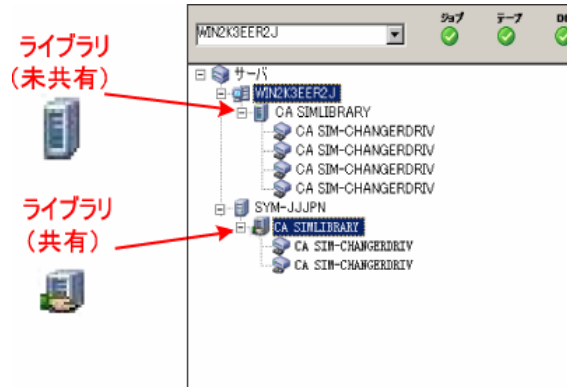 ライブラリ
(未共有)
ライブラリ
(共有)
WIN2K3EER2J
ジョブ
テープ
サーバ
WIN2K3EER2J
CA SIMLIBRARY
CA SIM-CHANGERDRIV
CA SIM-CHANGERDRIV
CA SIM-CHANGERDRIV
CA SIM-CHANGERDRIV
SYM-JJJPN
CA SIMLIBRARY
CA SIM-CHANGERDRIV
CA SIM-CHANGERDRIV